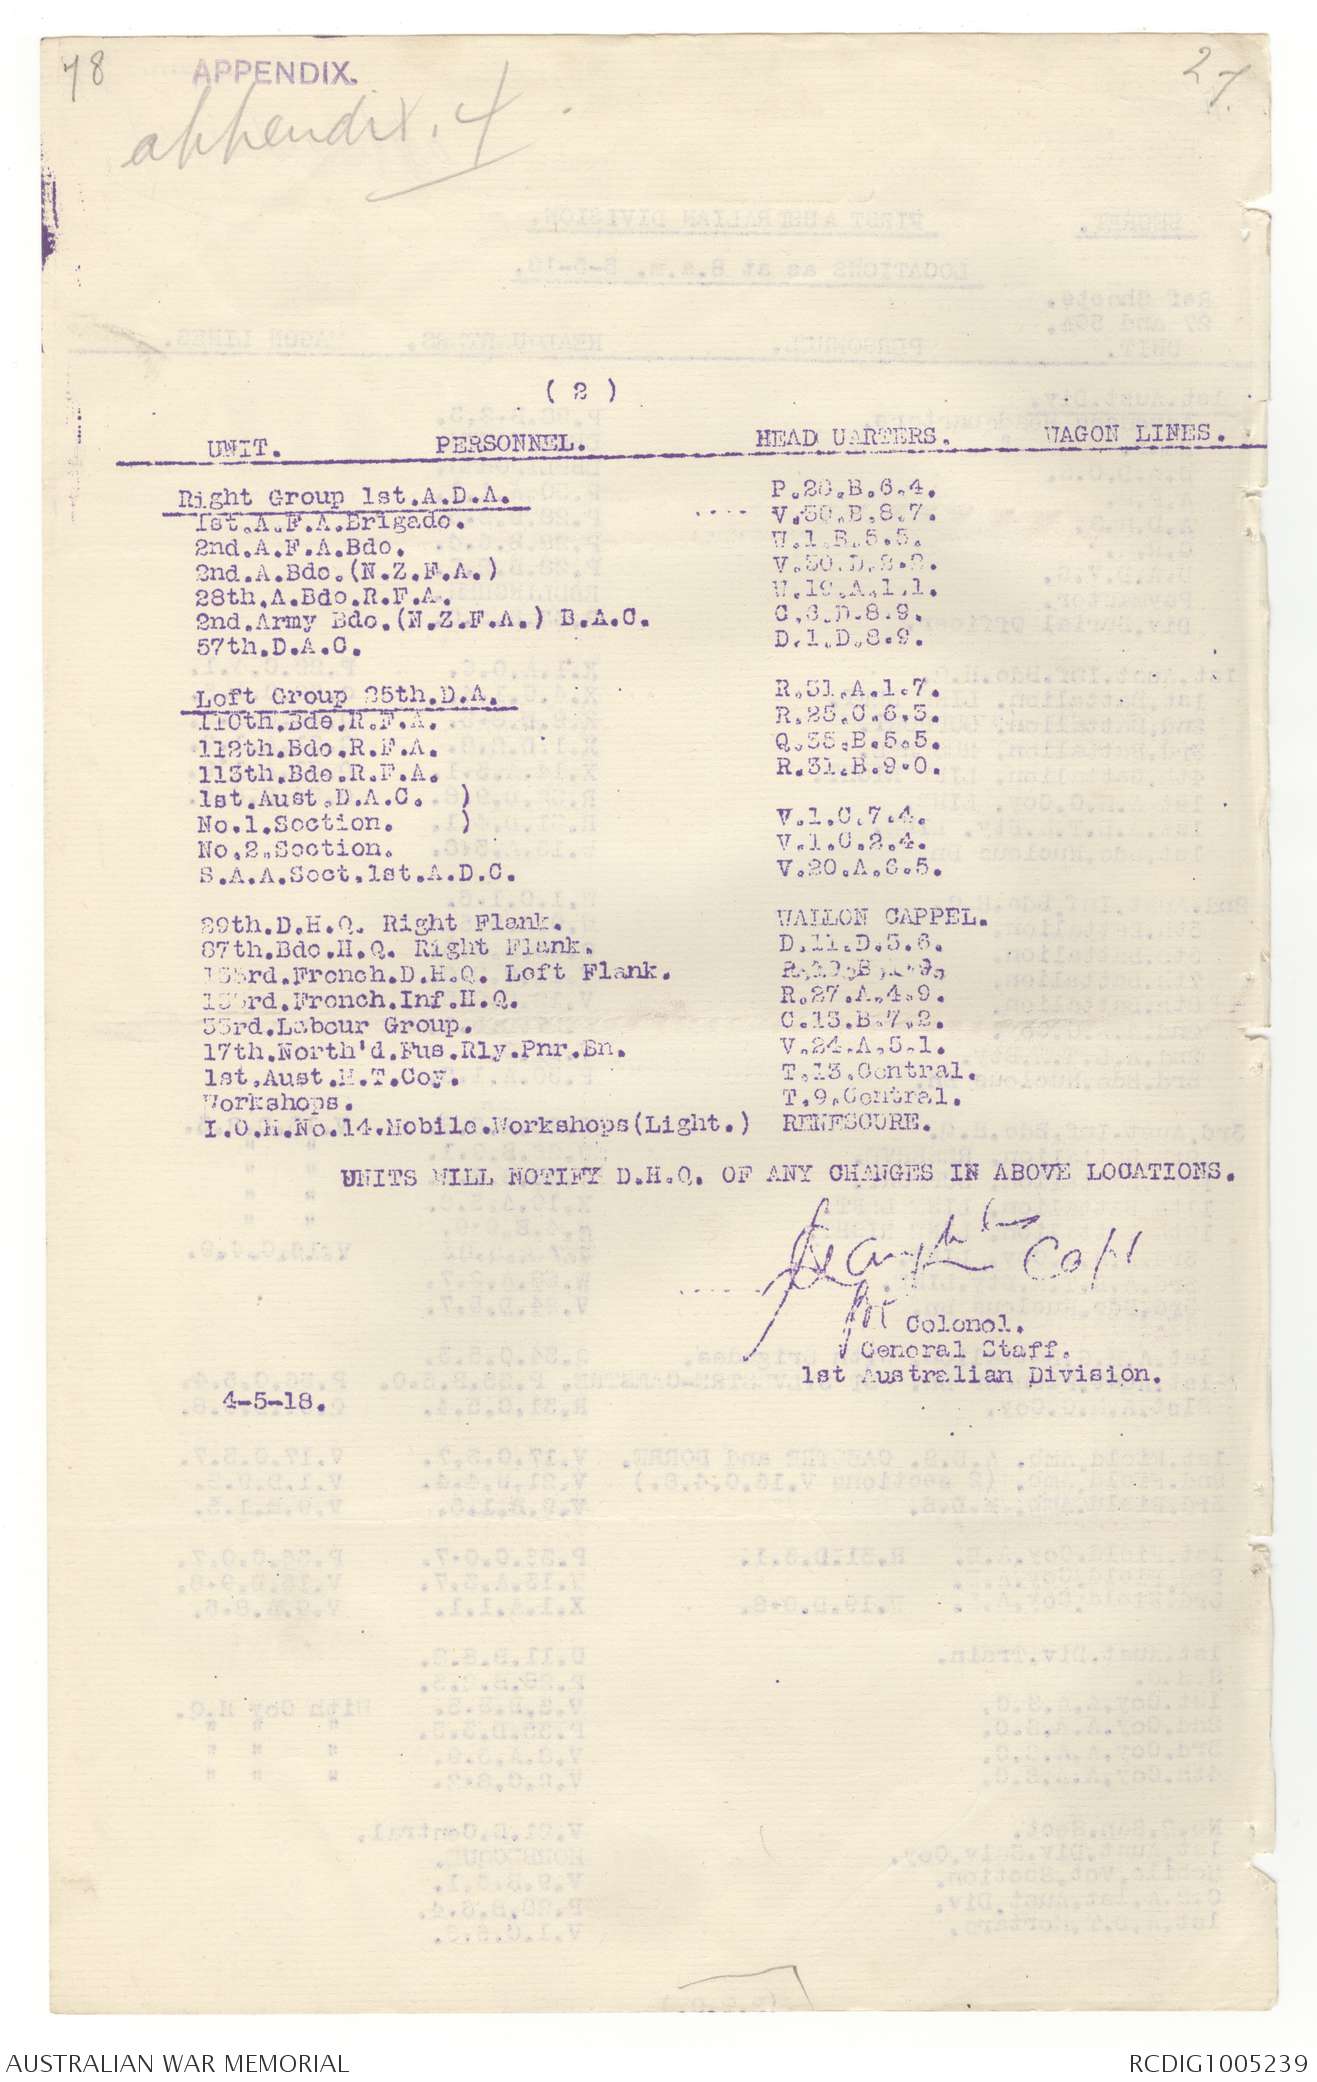 78 APPENDIX. 27.
appendix. 4.
( 2 )
UNIT. PERSONNEL. HEAD UARTERS. WAGON LINES.
Right Group 1st.A.D.A. P.20.B.6.4.
1st.A.F.A.Brigade. .... V.30.B.8.7.
2nd.A.F.A.Bde. W.1.B.5.5.
2nd.A.Bde.(N.Z.F.A.) V.30.D.2.2.
28th.A.Bde.R.F.A. W.19.A.1.1.
2nd.Army Bde.(N.Z.F.A.) B.A.C. C.6.D.8.9.
57th.D.A.C. D.1.D.8.9.
Left Group 25th.D.A. R.31.A.1.7.
110th.Bde.R.F.A. R.25.C.6.3.
112th.Bde.R.F.A. Q.35.B.5.5.
113th.Bde.R.F.A. R.31.B.9.0.
1st.Aust.D.A.C. )
No.1.Section. ) V.1.C.7.4.
No.2.Section. V.1.C.2.4.
S.A.A.Sect.1st.A.D.C. V.20.A.6.5.
29th.D.H.Q. Right Flank. WALLON CAPPEL.
87th.Bde.H.Q. Right Flank. D.11.D.5.6.
133rd.French.D.H.Q. Left Flank.
133rd.French.Inf.H.Q. R.27.A.4.9.
33rd.Labour Group. C.13.B.7.2.
17th.North'd.Fus.Rly.Pnr.Bn. V.24.A.5.1.
1st.Aust.M.T.Coy. T.13.Central.
Workshops. T.9.Central.
I.O.M.No.14.Mobile.Workshops(Light.) RENESCURE.
UNITS WILL NOTIFY D.H.Q. OF ANY CHANGES IN ABOVE LOCATIONS.
Capt
for Colonel.
General Staff.
1st Australian Division.
4-5-18.
AUSTRALIAN WAR MEMORIAL RCDIG1005239